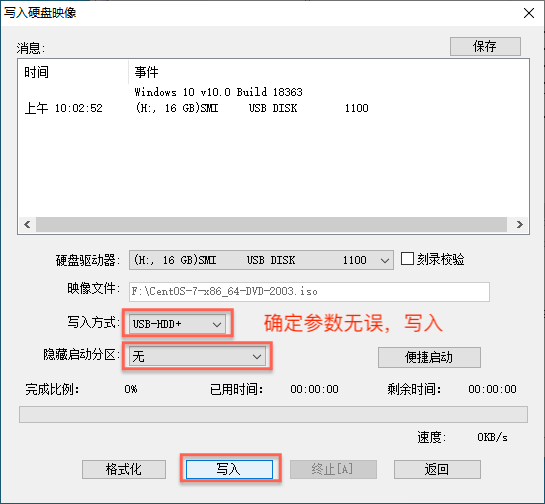 写入硬盘映像
消息:
保存
时间 事件
Windows 10 v10.0 Build 18363
上午 10:02:52 (H:, 16 GB)SMI USB DISK 1100
硬盘驱动器: (H:, 16 GB)SMI USB DISK 1100 刻录校验
映像文件: F:\CentOS-7-x86_64-DVD-2003.iso
写入方式: USB-HDD+ 确定参数无误，写入
隐藏启动分区: 无 便捷启动
完成比例: 0% 已用时间: 00:00:00 剩余时间: 00:00:00
速度: 0KB/s
格式化 写入 终止[A] 返回